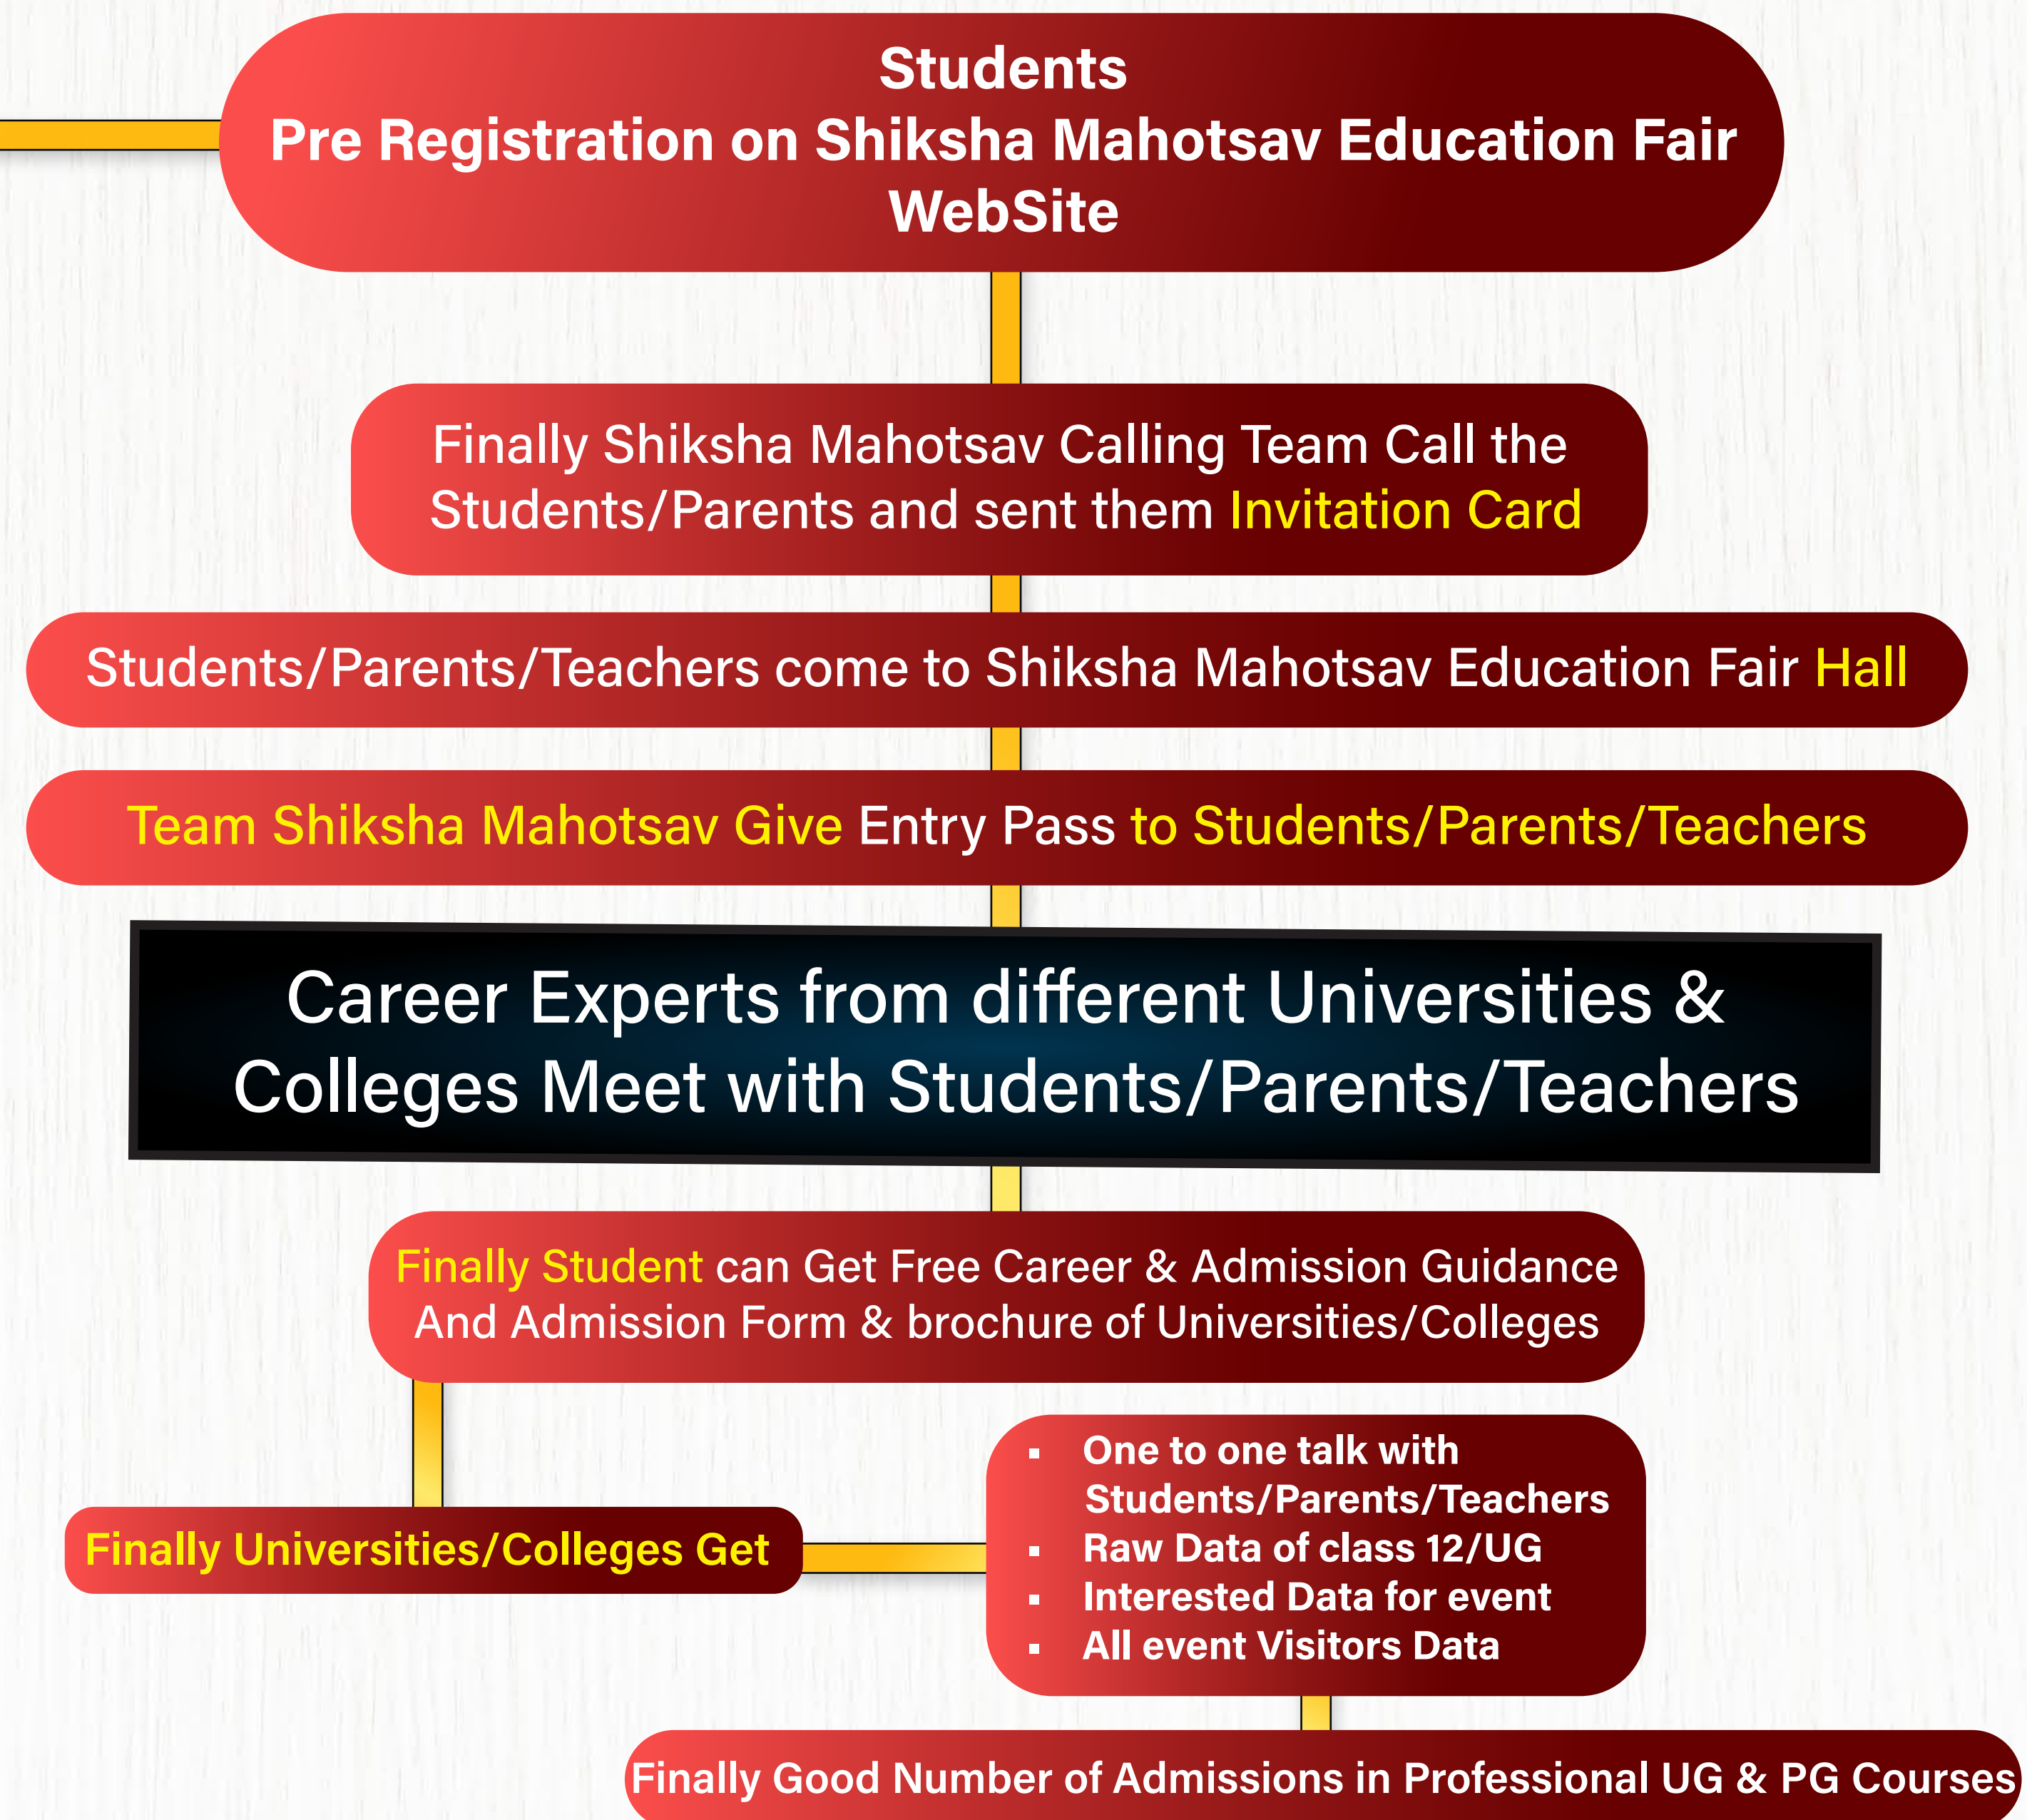 Students
Pre Registration on Shiksha Mahotsav Education Fair
WebSite
Finally Shiksha Mahotsav Calling Team Call the
Students/Parents and sent them Invitation Card
Students/Parents/Teachers come to Shiksha Mahotsav Education Fair Hall
Team Shiksha Mahotsav Give Entry Pass to Students/Parents/Teachers
Career Experts from different Universities &
Colleges Meet with Students/Parents/Teachers
Finally Student can Get Free Career & Admission Guidance
And Admission Form & brochure of Universities/Colleges
Finally Universities/Colleges Get
▪ One to one talk with
Students/Parents/Teachers
▪ Raw Data of class 12/UG
▪ Interested Data for event
▪ All event Visitors Data
Finally Good Number of Admissions in Professional UG & PG Courses